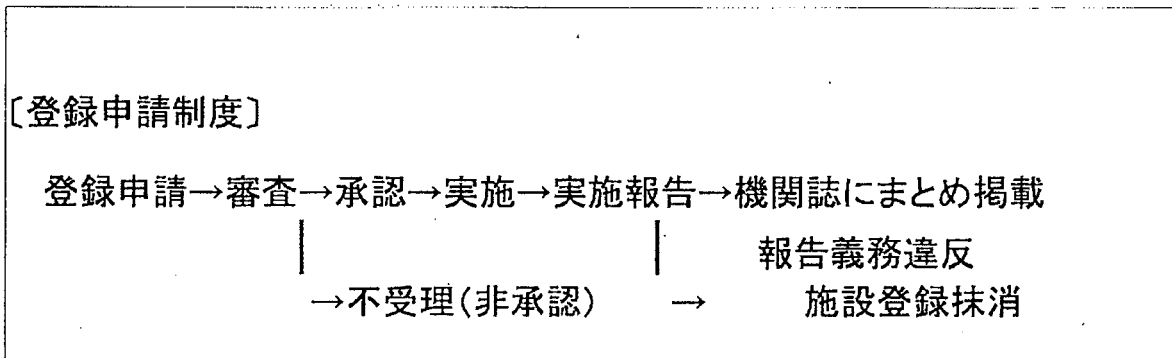 〔登録申請制度〕
登録申請→審査→承認→実施→実施報告→機関誌にまとめ掲載
報告義務違反
→不受理(非承認) → 施設登録抹消